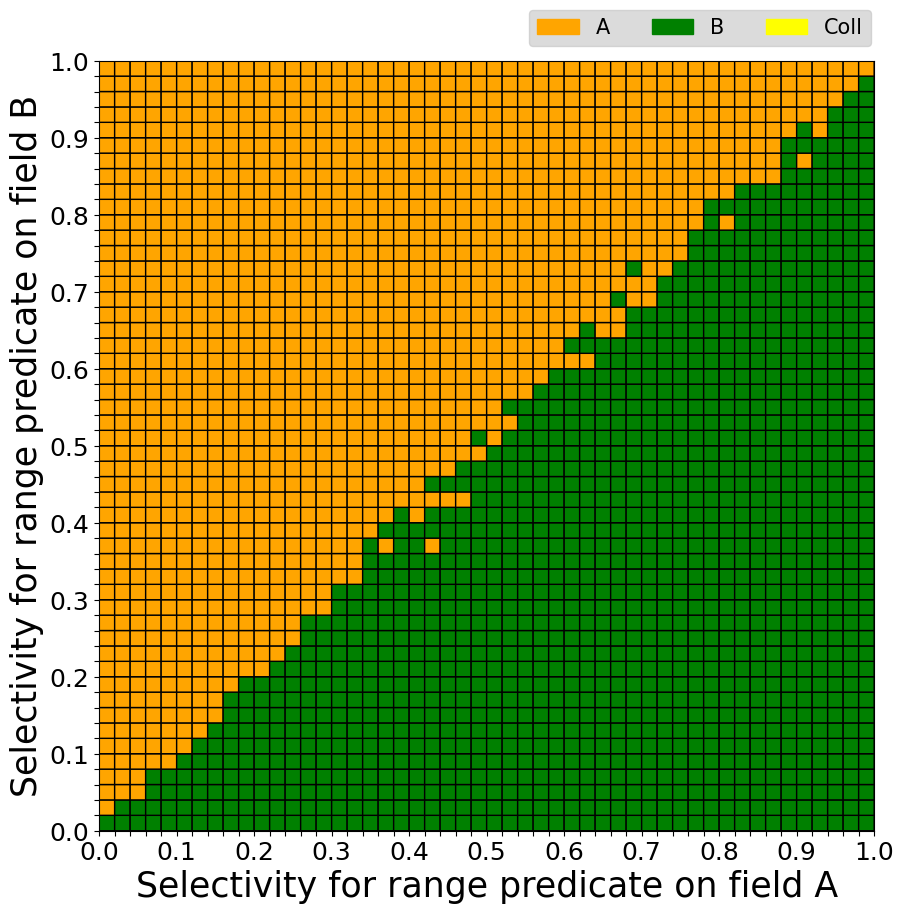 A B Coll
1.0
0.9
0.8
0.7
0.6
0.5
0.4
0.3
0.2
0.1
0.0
Selectivity for range predicate on field B
0.0 0.1 0.2 0.3 0.4 0.5 0.6 0.7 0.8 0.9 1.0
Selectivity for range predicate on field A